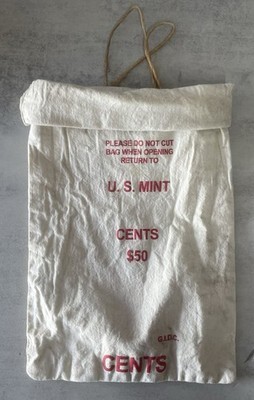 PLEASE DO NOT CUT
BAG WHEN OPENING
RETURN TO
U. S. MINT
CENTS
$50
CENTS